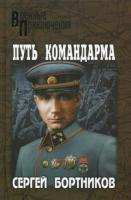 Военные
Приключения
ПУТЬ КОМАНДАРМА
СЕРГЕЙ БОРТНИКОВ